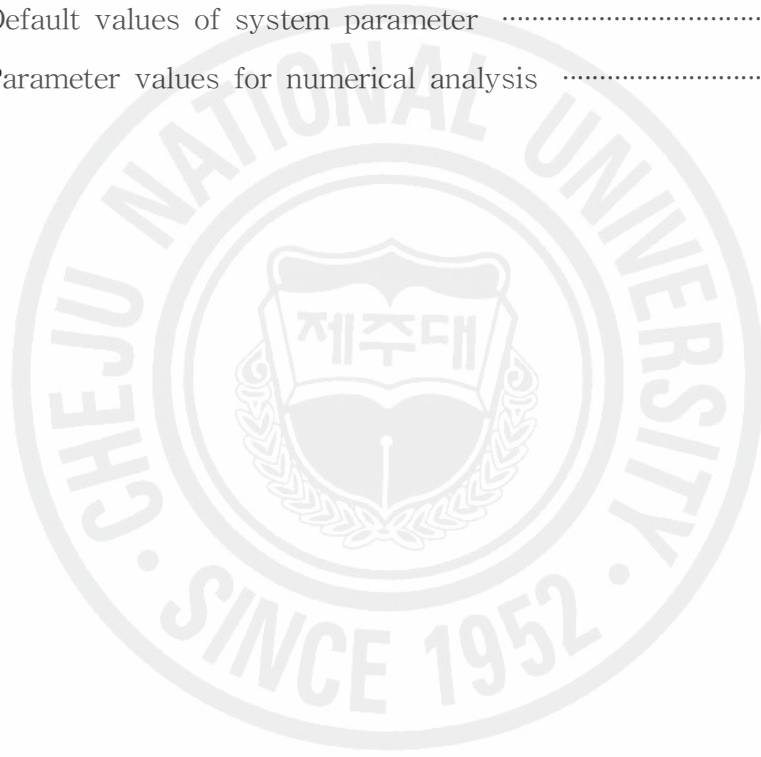 Default values of system parameter ································
Parameter values for numerical analysis ························
CHEJU NATIONAL UNIVERSITY
제주대
· SINCE 1952 ·